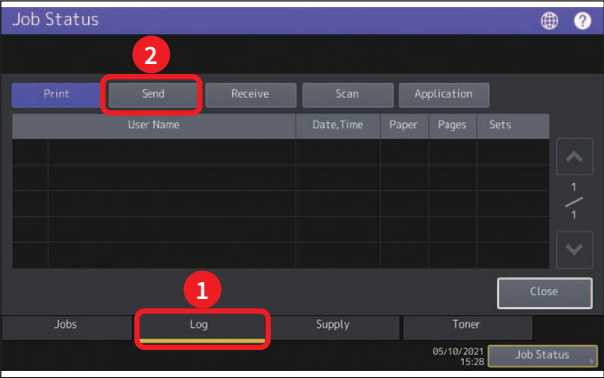 Job Status
?
2
Print Send Receive Scan Application
User Name Date,Time Paper Pages Sets
1
1
1
Close
Jobs Log Supply Toner
05/10/2021
15:28
Job Status